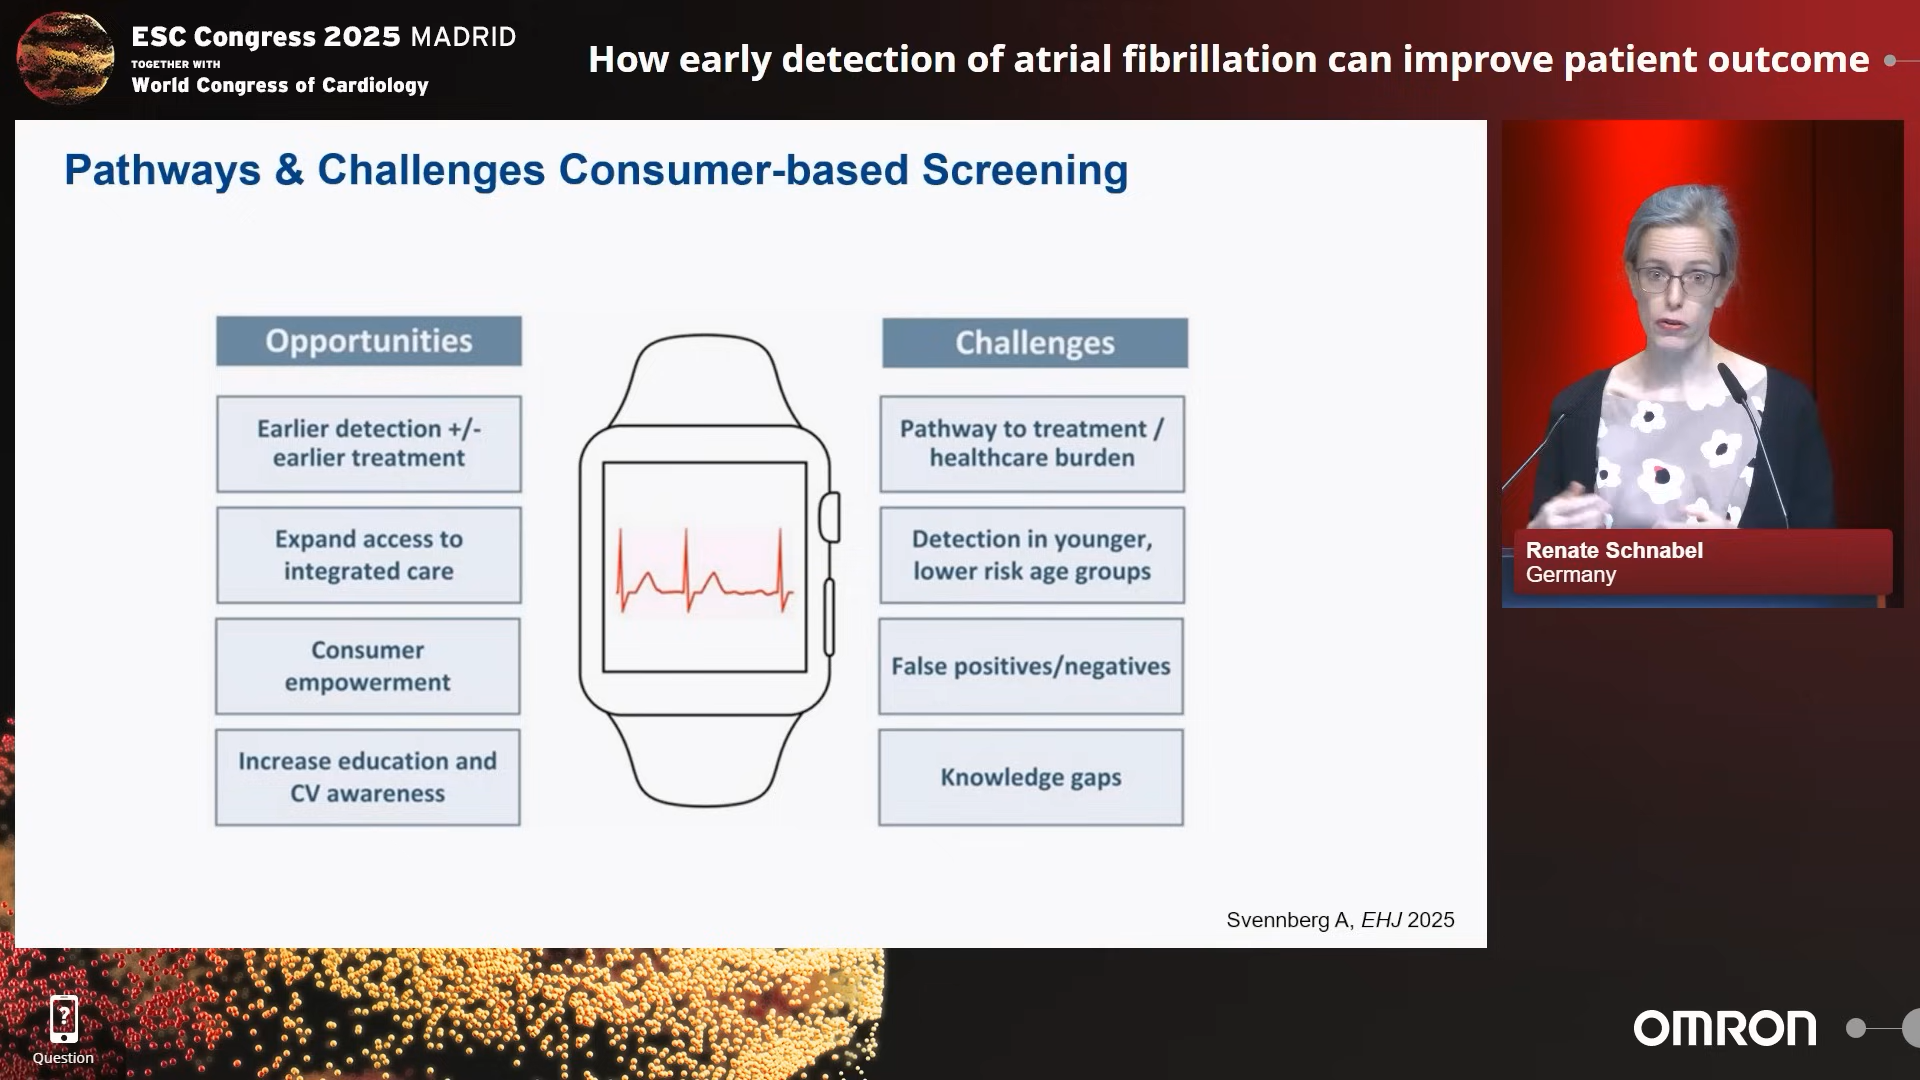 ESC Congress 2025 MADRID
TOGETHER WITH
World Congress of Cardiology
How early detection of atrial fibrillation can improve patient outcome
Pathways & Challenges Consumer-based Screening
Opportunities
Earlier detection +/-
earlier treatment
Expand access to
integrated care
Consumer
empowerment
Increase education and
CV awareness
Challenges
Pathway to treatment /
healthcare burden
Detection in younger,
lower risk age groups
False positives/negatives
Knowledge gaps
Svennberg A, EHJ 2025
Renate Schnabel
Germany
?
Question
OMRON